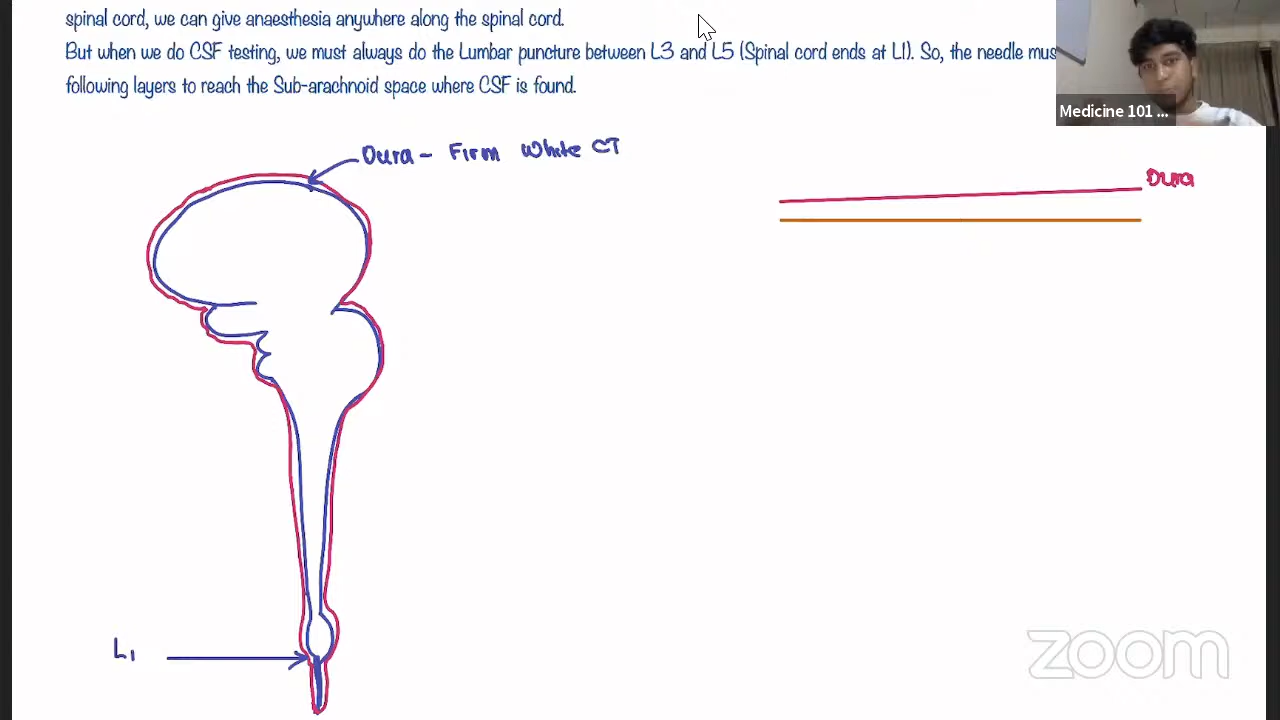 spinal cord, we can give anaesthesia anywhere along the spinal cord.
But when we do CSF testing, we must always do the Lumbar puncture between L3 and L5 (Spinal cord ends at L1). So, the needle mus
following layers to reach the Sub-arachnoid space where CSF is found.
Medicine 101 ...
Dura - Firm White CT
Dura
L1
zoom